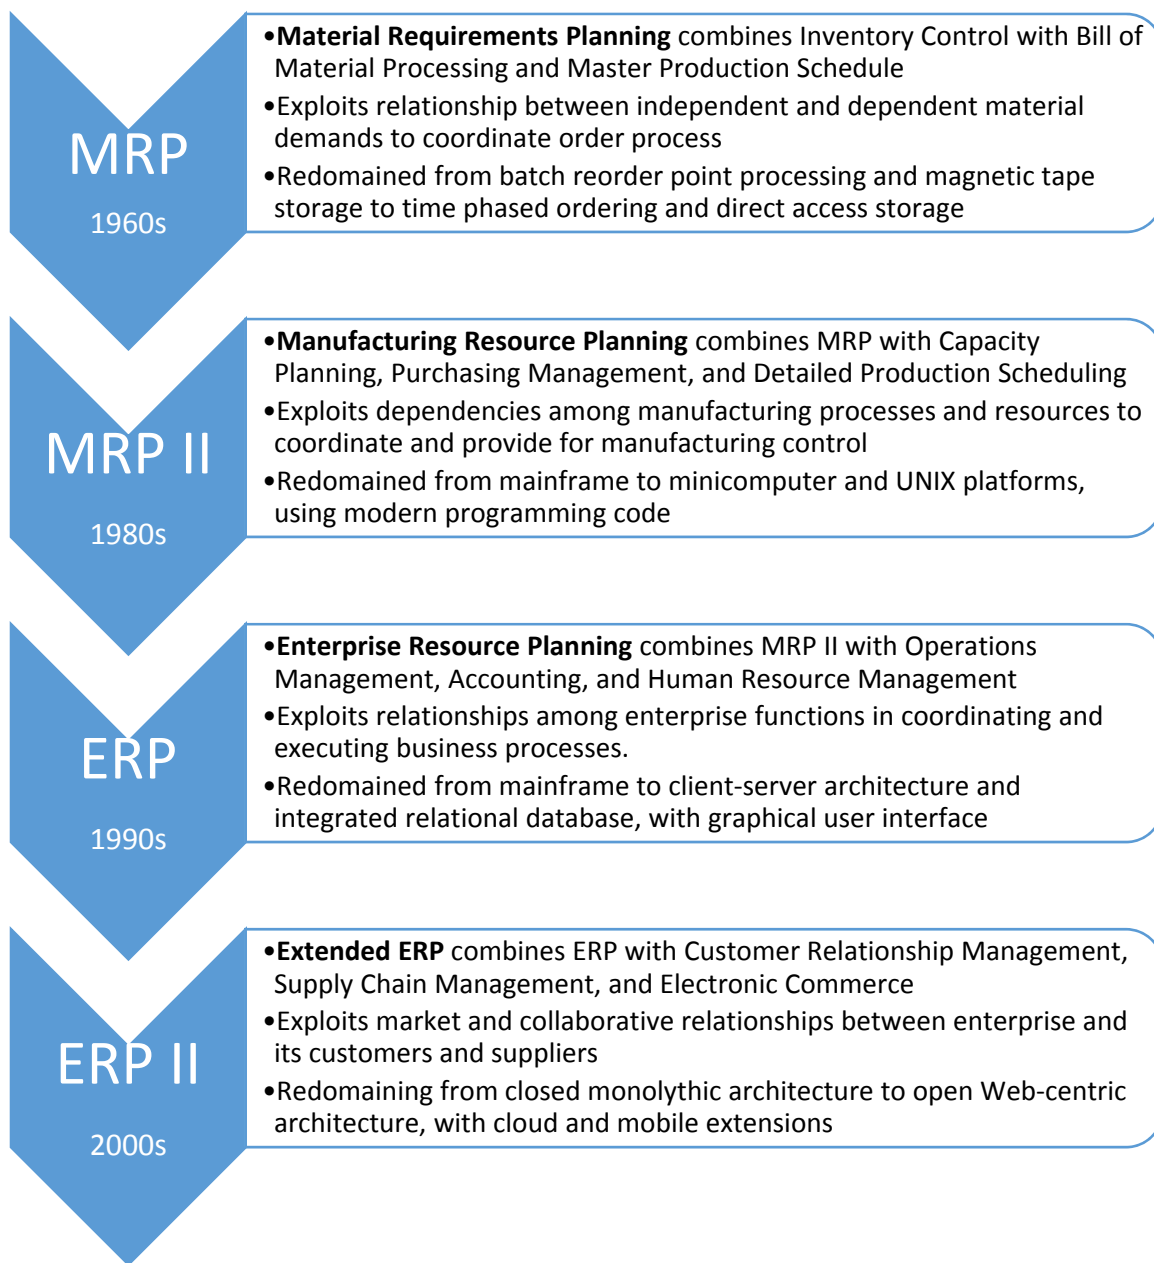 MRP
1960s
•Material Requirements Planning combines Inventory Control with Bill of
Material Processing and Master Production Schedule
•Exploits relationship between independent and dependent material
demands to coordinate order process
•Redomained from batch reorder point processing and magnetic tape
storage to time phased ordering and direct access storage
MRP II
1980s
•Manufacturing Resource Planning combines MRP with Capacity
Planning, Purchasing Management, and Detailed Production Scheduling
•Exploits dependencies among manufacturing processes and resources to
coordinate and provide for manufacturing control
•Redomained from mainframe to minicomputer and UNIX platforms,
using modern programming code
ERP
1990s
•Enterprise Resource Planning combines MRP II with Operations
Management, Accounting, and Human Resource Management
•Exploits relationships among enterprise functions in coordinating and
executing business processes.
•Redomained from mainframe to client-server architecture and
integrated relational database, with graphical user interface
ERP II
2000s
•Extended ERP combines ERP with Customer Relationship Management,
Supply Chain Management, and Electronic Commerce
•Exploits market and collaborative relationships between enterprise and
its customers and suppliers
•Redomaining from closed monolythic architecture to open Web-centric
architecture, with cloud and mobile extensions